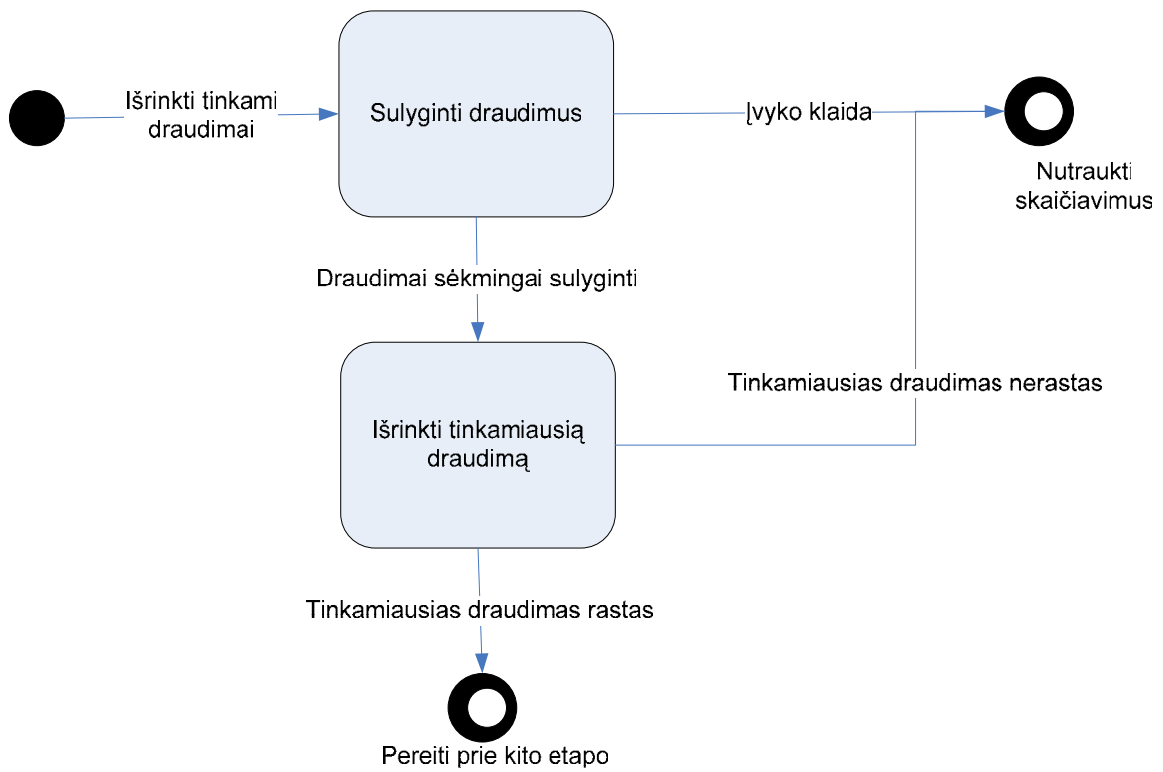 Išrinkti tinkami
draudimai
Sulyginti draudimus
Įvyko klaida
Nutraukti
skaičiavimus
Draudimai sėkmingai sulyginti
Tinkamiausias draudimas nerastas
Išrinkti tinkamiausią
draudimą
Tinkamiausias draudimas rastas
Pereiti prie kito etapo